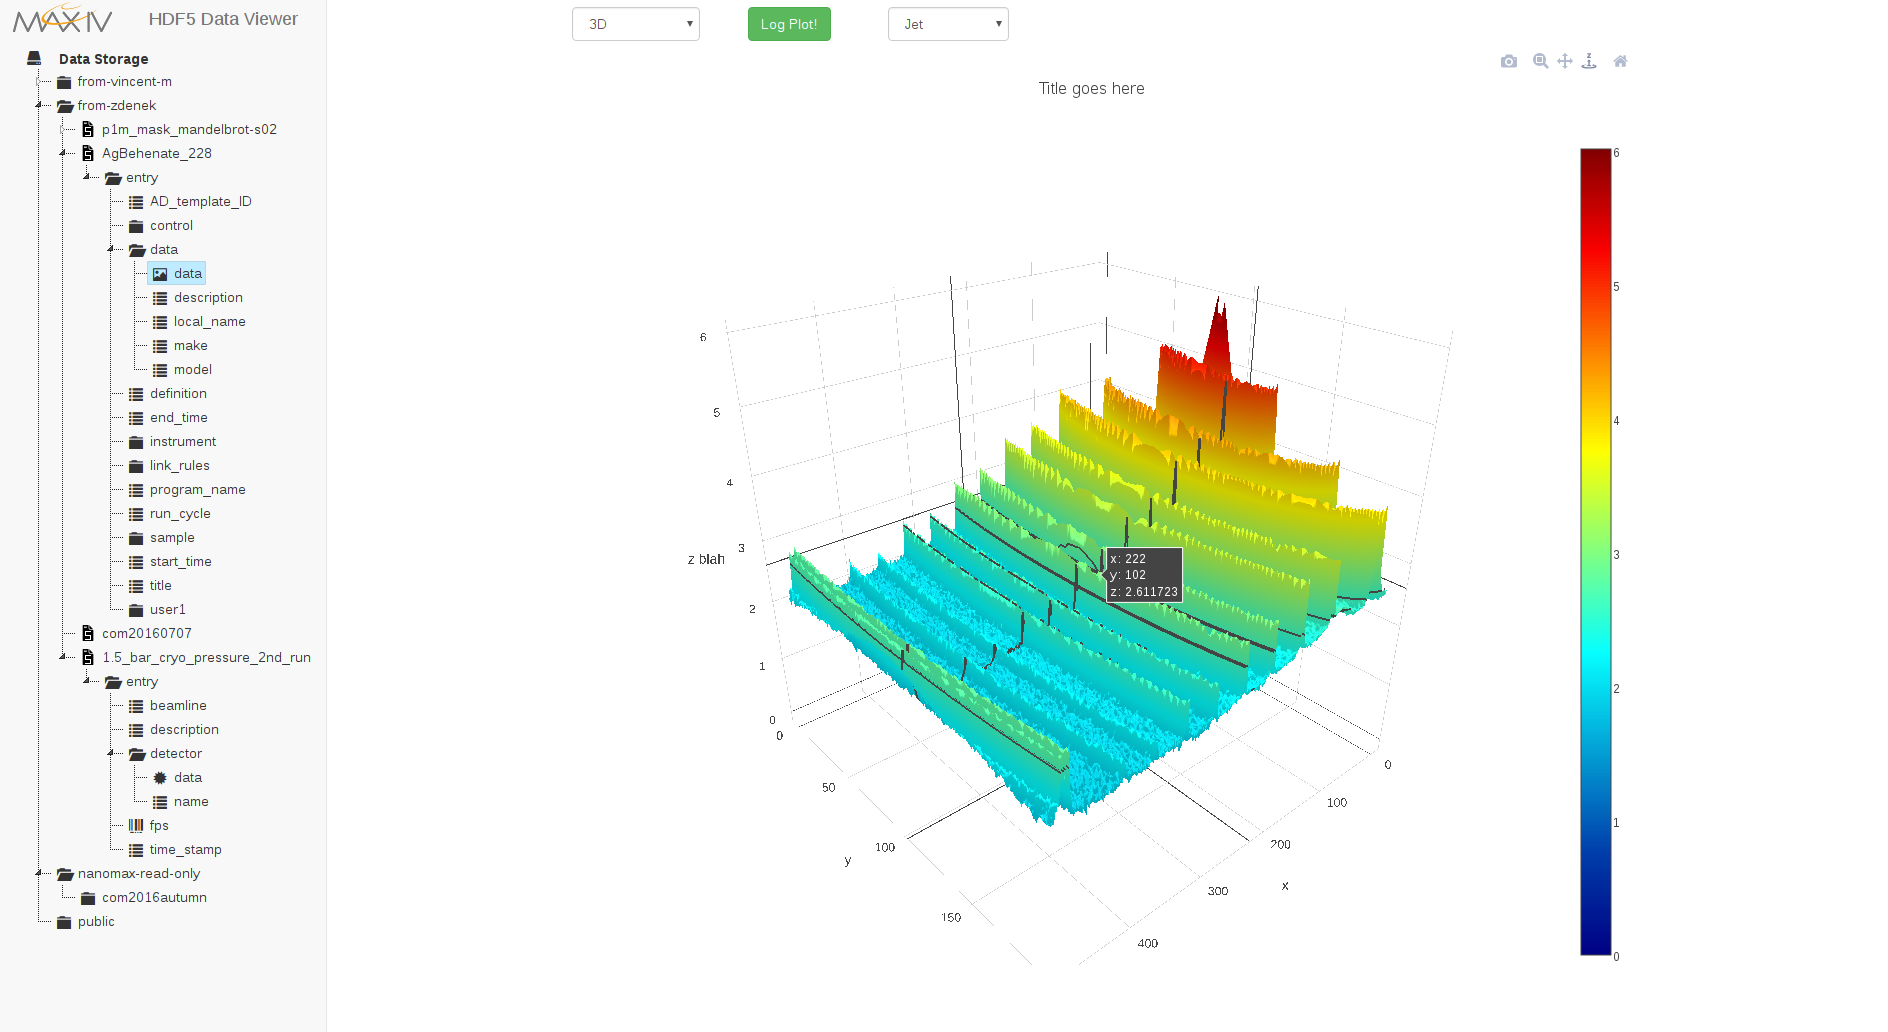 MAXIV
HDF5 Data Viewer
3D
Log Plot!
Jet
Data Storage
from-vincent-m
from-zdenek
p1m_mask_mandelbrot-s02
AgBehenate_228
entry
AD_template_ID
control
data
data
description
local_name
make
model
definition
end_time
instrument
link_rules
program_name
run_cycle
sample
start_time
title
user1
com20160707
1.5_bar_cryo_pressure_2nd_run
entry
beamline
description
detector
data
name
fps
time_stamp
nanomax-read-only
com2016autumn
public
z
Title goes here
6
5
4
3
2
1
0
z blah
x: 222
y: 102
z: 2.611723
0
50
100
150
y
0
100
200
300
400
x
6
5
4
3
2
1
0